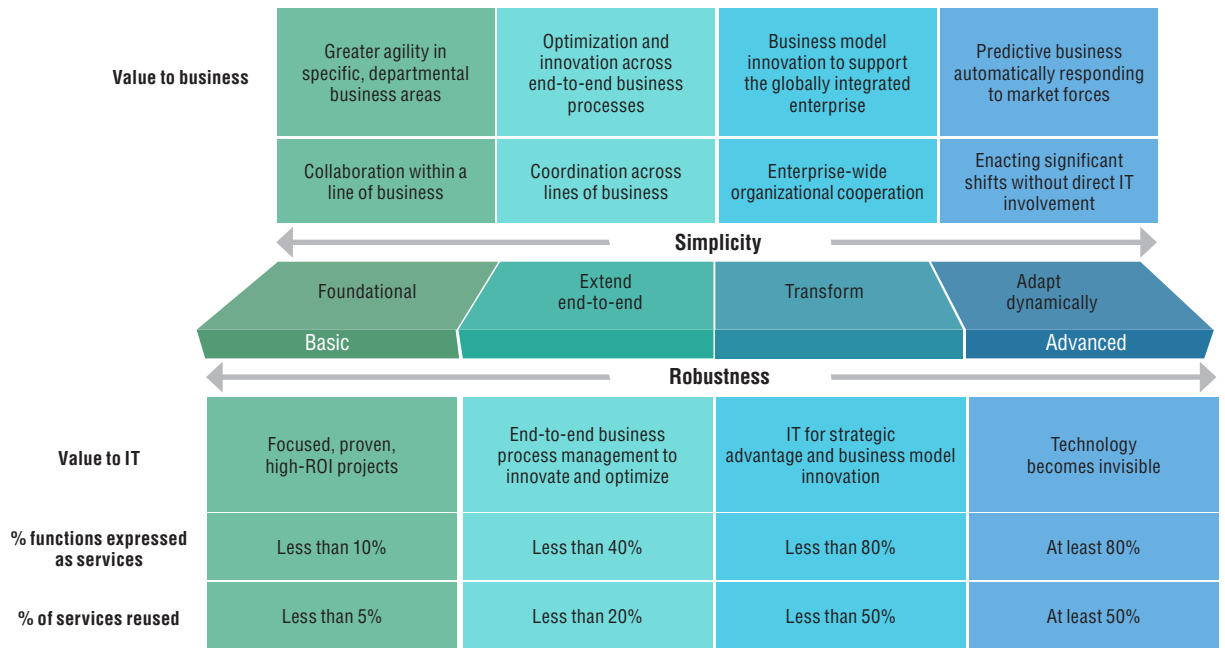 Value to business
Greater agility in
specific, departmental
business areas
Optimization and
innovation across
end-to-end business
processes
Business model
innovation to support
the globally integrated
enterprise
Predictive business
automatically responding
to market forces
Collaboration within a
line of business
Coordination across
lines of business
Enterprise-wide
organizational cooperation
Enacting significant
shifts without direct IT
involvement
Simplicity
Foundational
Extend
end-to-end
Transform
Adapt
dynamically
Basic
Advanced
Robustness
Value to IT
Focused, proven,
high-ROI projects
End-to-end business
process management to
innovate and optimize
IT for strategic
advantage and business model
innovation
Technology
becomes invisible
% functions expressed
as services
Less than 10%
Less than 40%
Less than 80%
At least 80%
% of services reused
Less than 5%
Less than 20%
Less than 50%
At least 50%